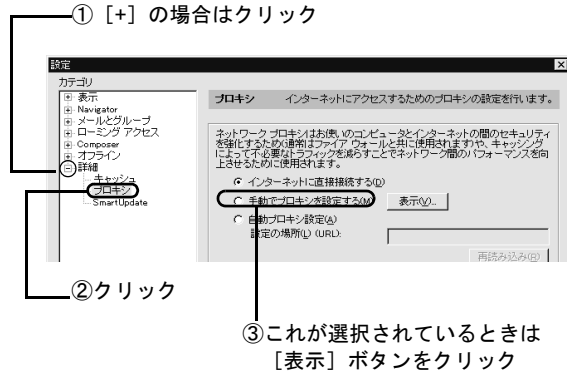 ①［+］の場合はクリック
設定
カテゴリ
表示
Navigator
メールとグループ
ローミング アクセス
Composer
オフライン
詳細
キャッシュ
プロキシ
SmartUpdate
プロキシ インターネットにアクセスするためのプロキシの設定を行います。
ネットワーク プロキシはお使いのコンピュータとインターネットの間のセキュリティ
を強化するため(通常はファイア ウォールと共に使用されます)や、キャッシング
によって不必要なトラフィックを減らすことでネットワーク間のパフォーマンスを向
上させるために使用されます。
インターネットに直接接続する(D)
手動でプロキシを設定する(M) 表示(V)...
自動プロキシ設定(A)
設定の場所(L) (URL):
再読み込み(R)
②クリック
③これが選択されているときは
［表示］ボタンをクリック